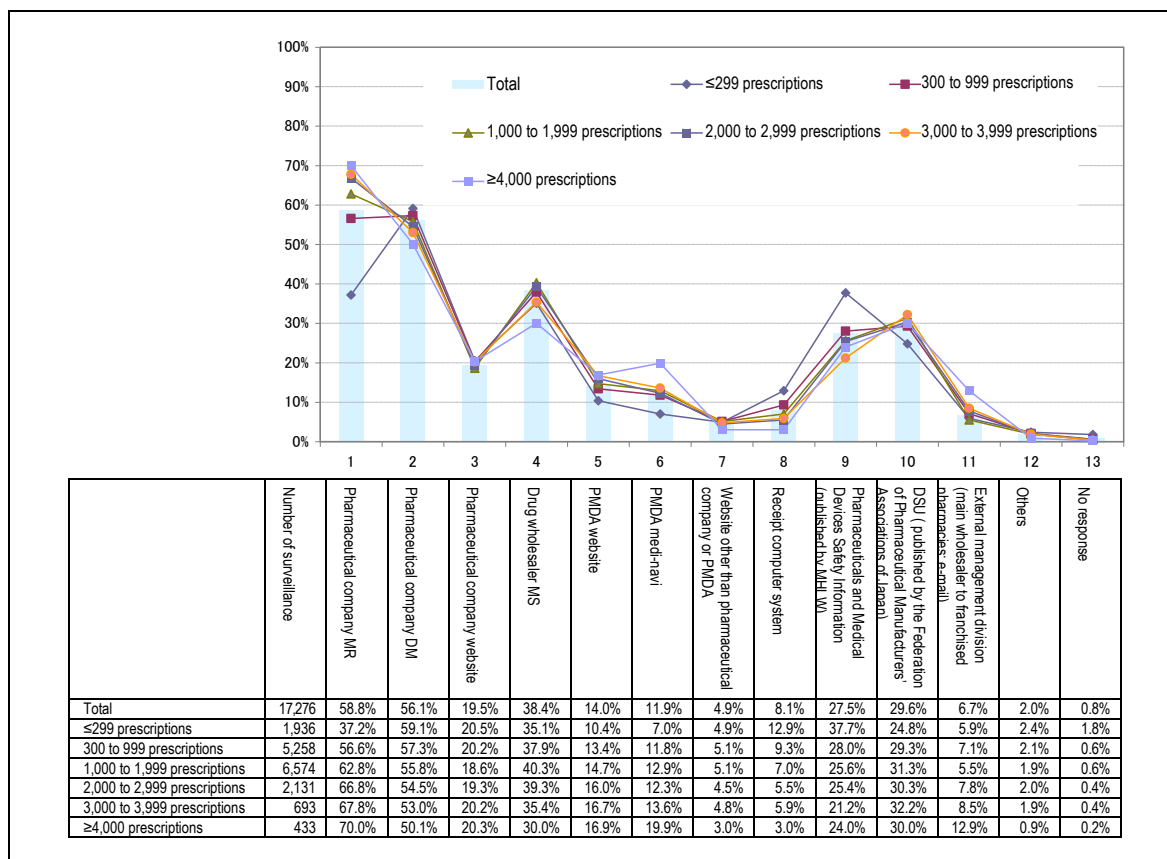 100%
90%
80%
70%
60%
50%
40%
30%
20%
10%
0%
Total
≤299 prescriptions
300 to 999 prescriptions
1,000 to 1,999 prescriptions
2,000 to 2,999 prescriptions
3,000 to 3,999 prescriptions
≥4,000 prescriptions
1 2 3 4 5 6 7 8 9 10 11 12 13
Number of surveillance
Pharmaceutical company MR
Pharmaceutical company DM
Pharmaceutical company website
Drug wholesaler MS
PMDA website
PMDA medi-navi
Website other than pharmaceutical
company or PMDA
Receipt computer system
Pharmaceuticals and Medical
Devices Safety Information
(published by MHLW)
DSU ( published by the Federation
of Pharmaceutical Manufacturers'
Associations of Japan)
External management division
(main wholesaler to franchised
pharmacies: e-mail)
Others
No response
Total 17,276 58.8% 56.1% 19.5% 38.4% 14.0% 11.9% 4.9% 8.1% 27.5% 29.6% 6.7% 2.0% 0.8%
≤299 prescriptions 1,936 37.2% 59.1% 20.5% 35.1% 10.4% 7.0% 4.9% 12.9% 37.7% 24.8% 5.9% 2.4% 1.8%
300 to 999 prescriptions 5,258 56.6% 57.3% 20.2% 37.9% 13.4% 11.8% 5.1% 9.3% 28.0% 29.3% 7.1% 2.1% 0.6%
1,000 to 1,999 prescriptions 6,574 62.8% 55.8% 18.6% 40.3% 14.7% 12.9% 5.1% 7.0% 25.6% 31.3% 5.5% 1.9% 0.6%
2,000 to 2,999 prescriptions 2,131 66.8% 54.5% 19.3% 39.3% 16.0% 12.3% 4.5% 5.5% 25.4% 30.3% 7.8% 2.0% 0.4%
3,000 to 3,999 prescriptions 693 67.8% 53.0% 20.2% 35.4% 16.7% 13.6% 4.8% 5.9% 21.2% 32.2% 8.5% 1.9% 0.4%
≥4,000 prescriptions 433 70.0% 50.1% 20.3% 30.0% 16.9% 19.9% 3.0% 3.0% 24.0% 30.0% 12.9% 0.9% 0.2%